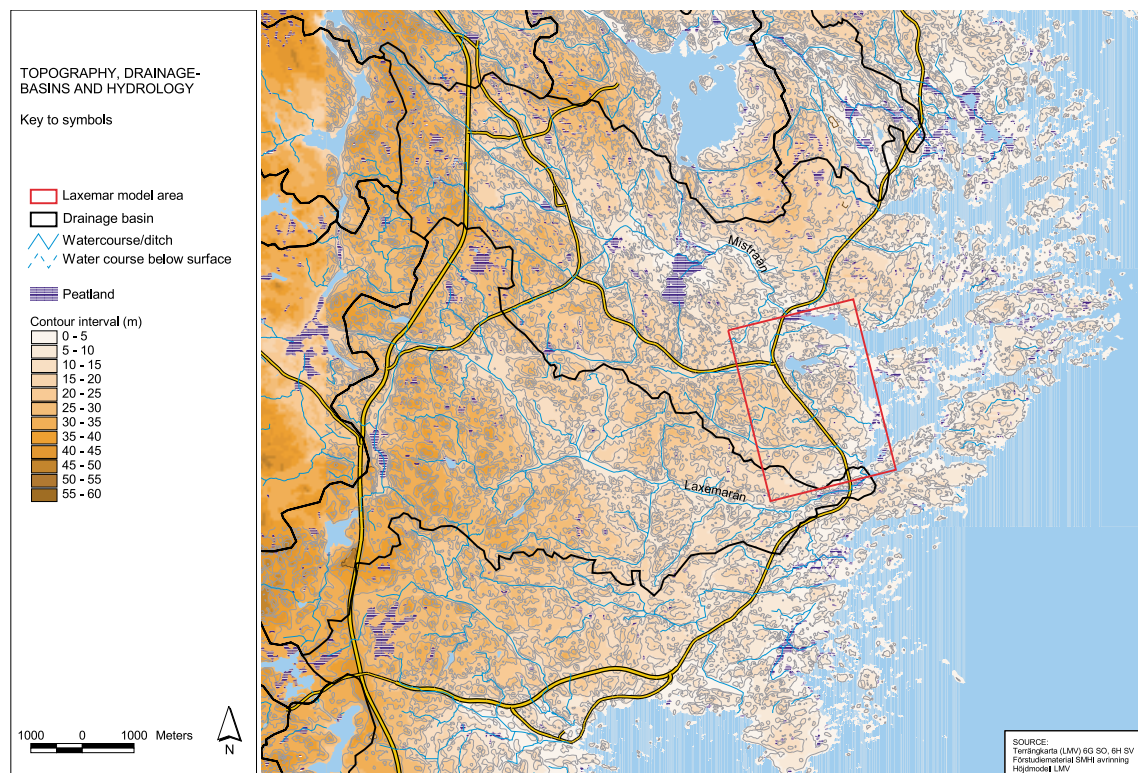 TOPOGRAPHY, DRAINAGE-
BASINS AND HYDROLOGY
Key to symbols
Laxemar model area
Drainage basin
Watercourse/ditch
Water course below surface
Peatland
Contour interval (m)
0 - 5
5 - 10
10 - 15
15 - 20
20 - 25
25 - 30
30 - 35
35 - 40
40 - 45
45 - 50
50 - 55
55 - 60
1000 0 1000 Meters
N
Misfraån
Laxemarån
SOURCE:
Terrängkarta (LMV) 6G SO, 6H SV
Förstudiematerial SMHI avrinning
Höjdmodel LMV